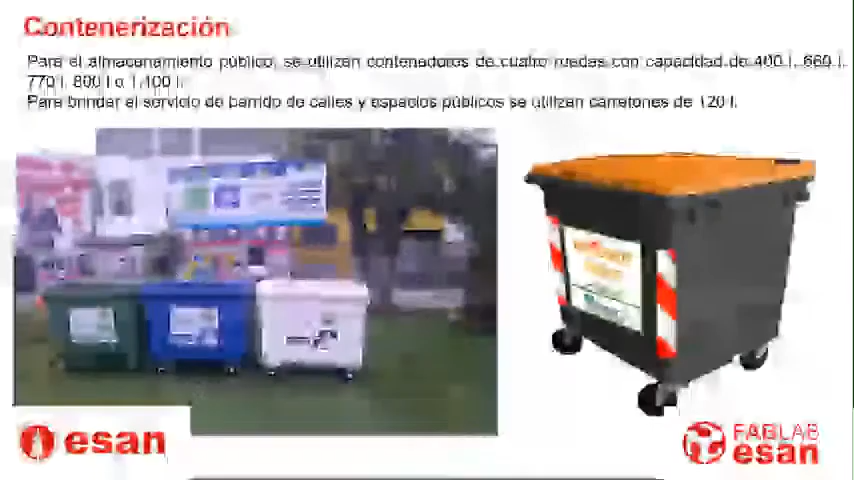 Contenerización
Para el almacenamiento público, se utilizan contenedores de cuatro ruedas con capacidad de 400 l, 660 l,
770 l, 800 l o 1,100 l.
Para brindar el servicio de barrido de calles y espacios públicos se utilizan carretones de 120 l.
esan
FABLAB
esan